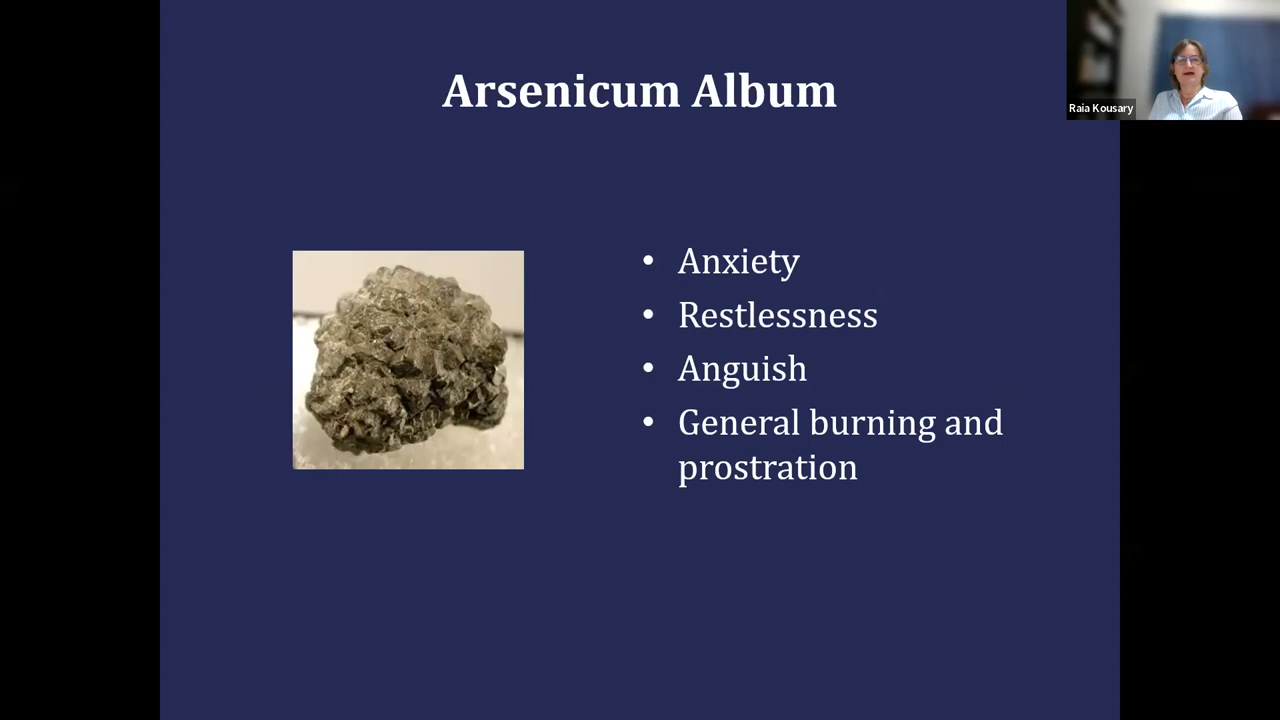 Arsenicum Album
Raia Kousary
• Anxiety
• Restlessness
• Anguish
• General burning and
prostration